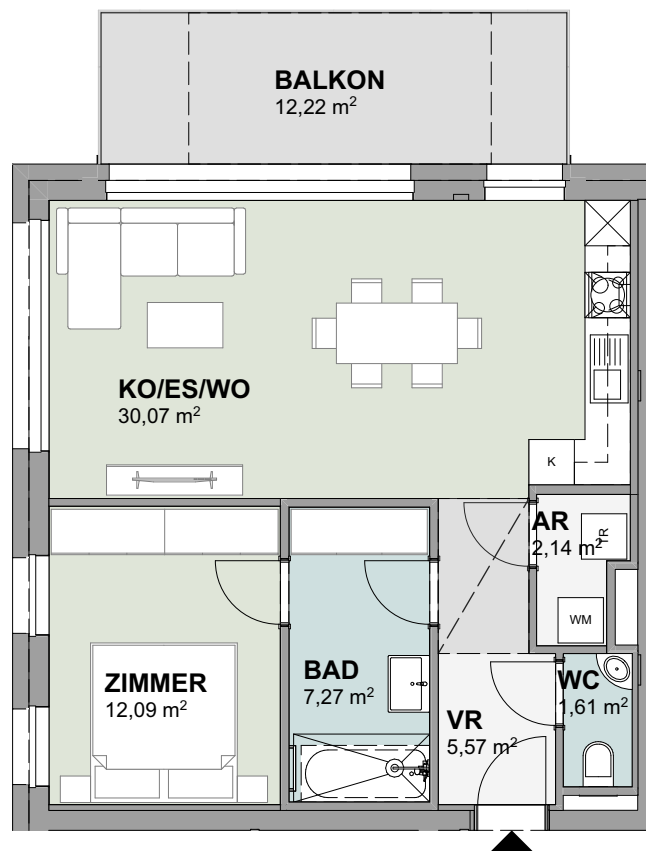 BALKON
12,22 m²
KO/ES/WO
30,07 m²
K
AR
2,14 m²
TR
WM
ZIMMER
12,09 m²
BAD
7,27 m²
VR
5,57 m²
WC
1,61 m²